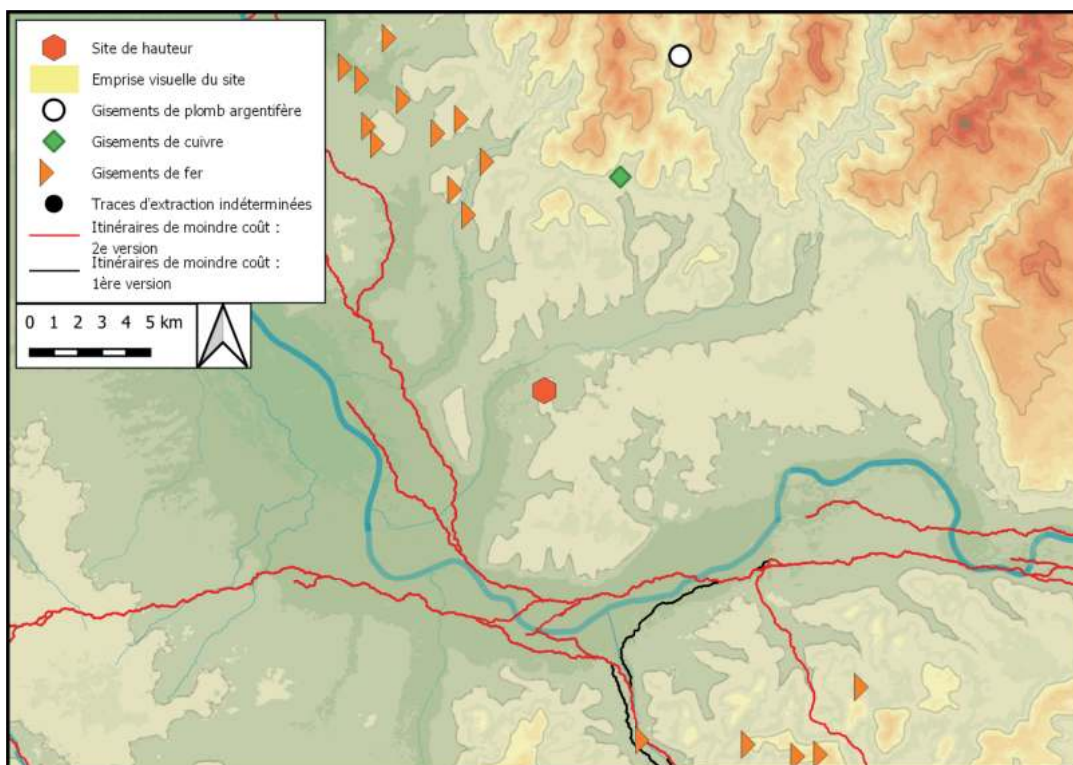 Site de hauteur
Emprise visuelle du site
Gisements de plomb argentifère
Gisements de cuivre
Gisements de fer
Traces d'extraction indéterminées
Itinéraires de moindre coût :
2e version
Itinéraires de moindre coût :
1ère version
0 1 2 3 4 5 km